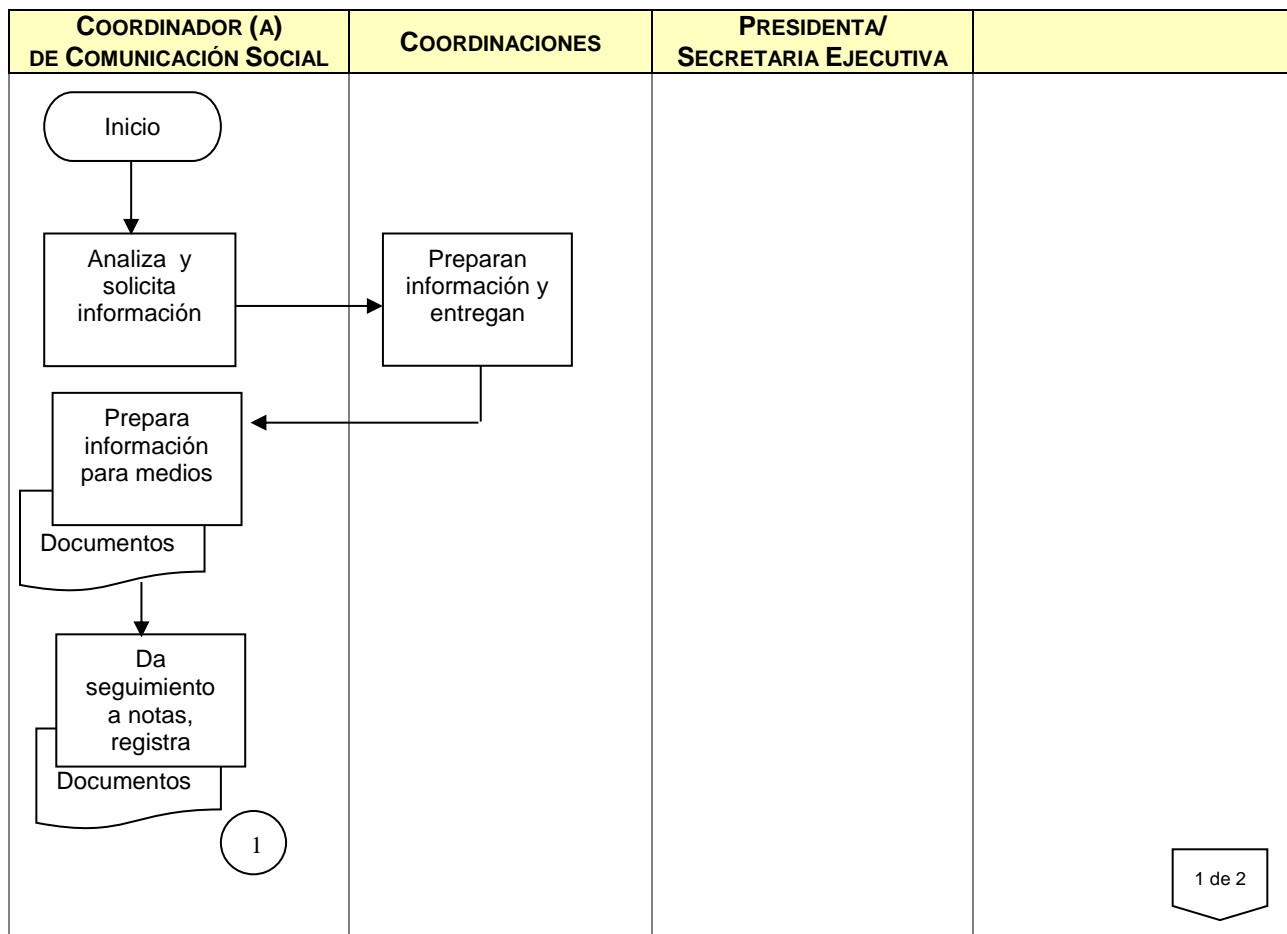 COORDINADOR (A)
DE COMUNICACIÓN SOCIAL
COORDINACIONES
PRESIDENTA/
SECRETARIA EJECUTIVA
Inicio
Analiza y
solicita
información
Preparan
información y
entregan
Prepara
información
para medios
Documentos
Da
seguimiento
a notas,
registra
Documentos
1
1 de 2